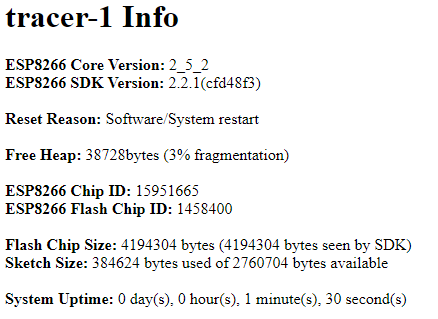 tracer-1 Info
ESP8266 Core Version: 2_5_2
ESP8266 SDK Version: 2.2.1(cfd48f3)
Reset Reason: Software/System restart
Free Heap: 38728bytes (3% fragmentation)
ESP8266 Chip ID: 15951665
ESP8266 Flash Chip ID: 1458400
Flash Chip Size: 4194304 bytes (4194304 bytes seen by SDK)
Sketch Size: 384624 bytes used of 2760704 bytes available
System Uptime: 0 day(s), 0 hour(s), 1 minute(s), 30 second(s)